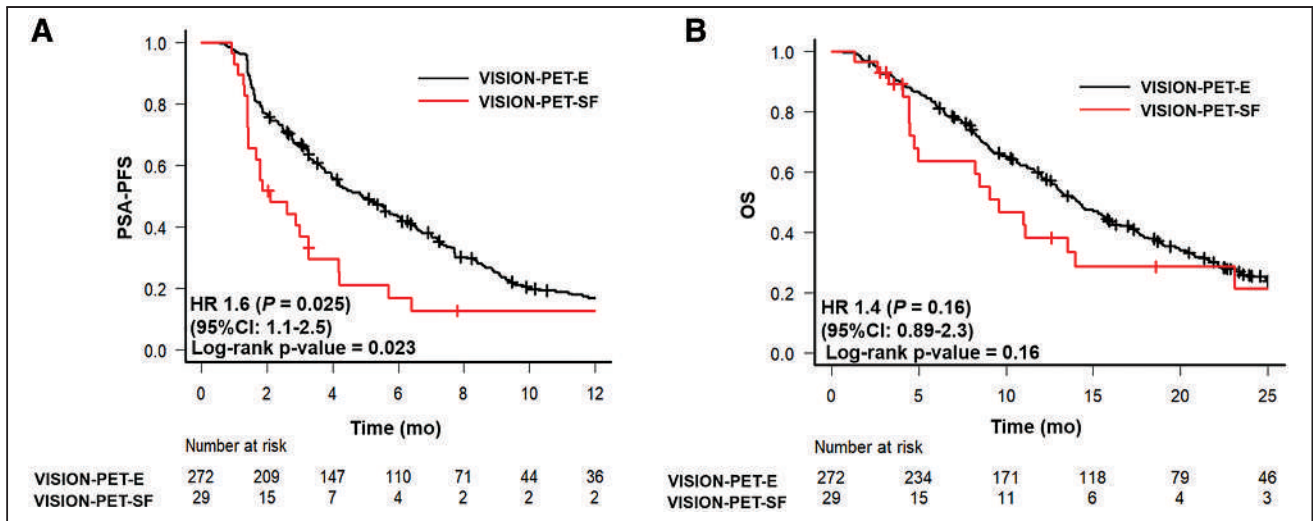 A
1.0
0.8
0.6
0.4
0.2
0.0
PSA-PFS
VISION-PET-E
VISION-PET-SF
HR 1.6 (P = 0.025)
(95%CI: 1.1-2.5)
Log-rank p-value = 0.023
0 2 4 6 8 10 12
Time (mo)
Number at risk
VISION-PET-E 272 209 147 110 71 44 36
VISION-PET-SF 29 15 7 4 2 2 2
B
1.0
0.8
0.6
0.4
0.2
0.0
OS
VISION-PET-E
VISION-PET-SF
HR 1.4 (P = 0.16)
(95%CI: 0.89-2.3)
Log-rank p-value = 0.16
0 5 10 15 20 25
Time (mo)
Number at risk
VISION-PET-E 272 234 171 118 79 46
VISION-PET-SF 29 15 11 6 4 3